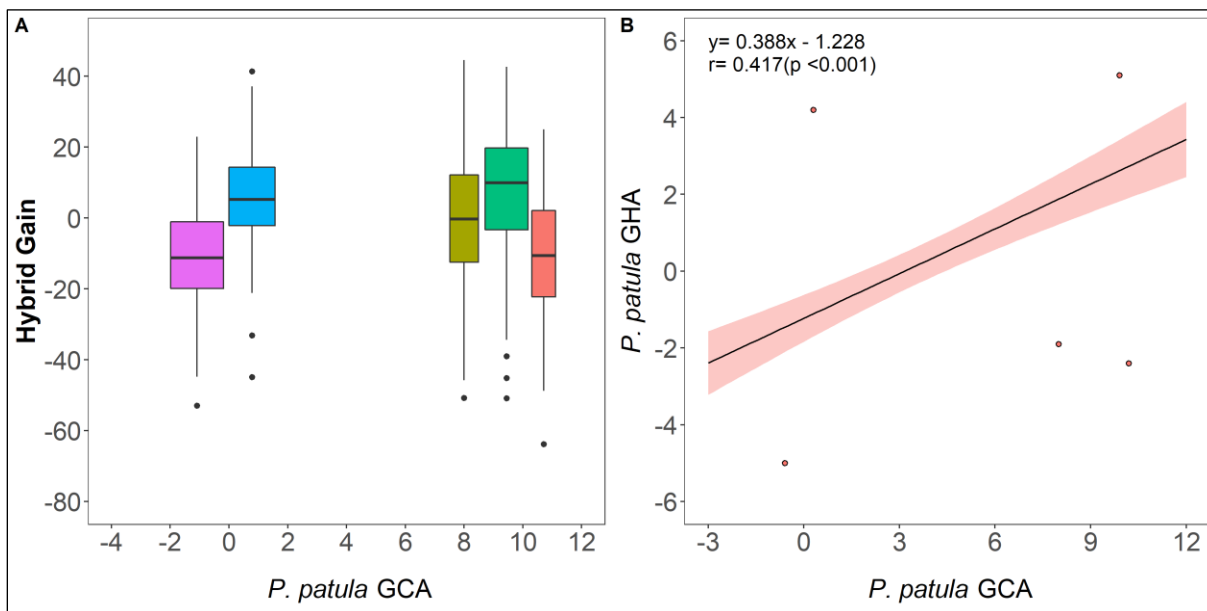 A
Hybrid Gain
40
20
0
-20
-40
-60
-80
-4 -2 0 2 4 6 8 10 12
P. patula GCA
B
y= 0.388x - 1.228
r= 0.417(p <0.001)
P. patula GHA
6
4
2
0
-2
-4
-6
-3 0 3 6 9 12
P. patula GCA